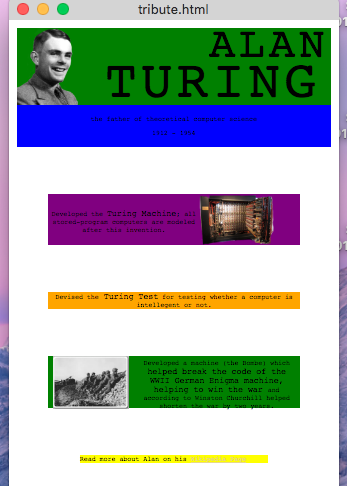 tribute.html
ALAN
TURING
the father of theoretical computer science
1912 - 1954
Developed the Turing Machine: all
stored-program computers are modeled
after this invention.
Devised the Turing Test for testing whether a computer is
intellegent or not.
Developed a machine (the Bombe) which
helped break the code of the
WWII German Enigma machine,
helping to win the war and
according to Winston Churchill helped
shorten the war by two years.
Read more about Alan on his Wikipedia page